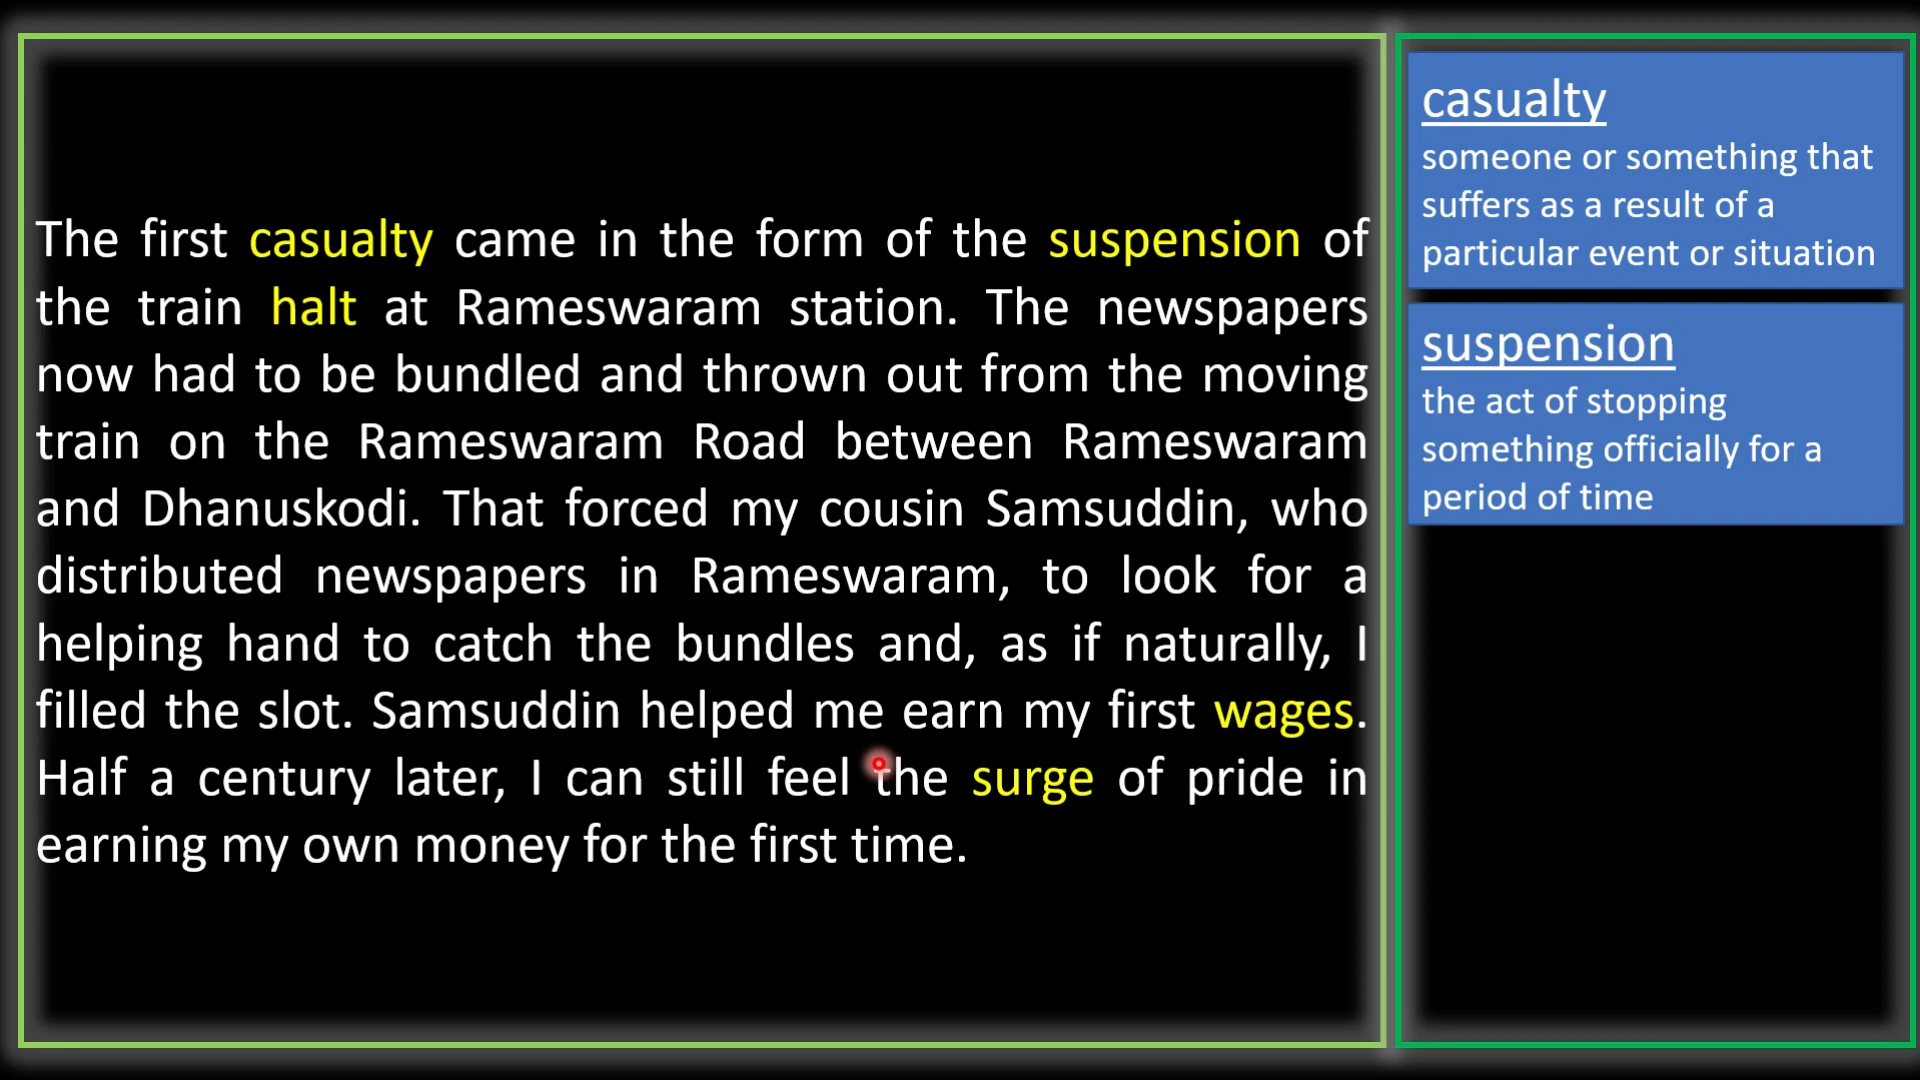 The first casualty came in the form of the suspension of
the train halt at Rameswaram station. The newspapers
now had to be bundled and thrown out from the moving
train on the Rameswaram Road between Rameswaram
and Dhanuskodi. That forced my cousin Samsuddin, who
distributed newspapers in Rameswaram, to look for a
helping hand to catch the bundles and, as if naturally, I
filled the slot. Samsuddin helped me earn my first wages.
Half a century later, I can still feel the surge of pride in
earning my own money for the first time.
casualty
someone or something that
suffers as a result of a
particular event or situation
suspension
the act of stopping
something officially for a
period of time